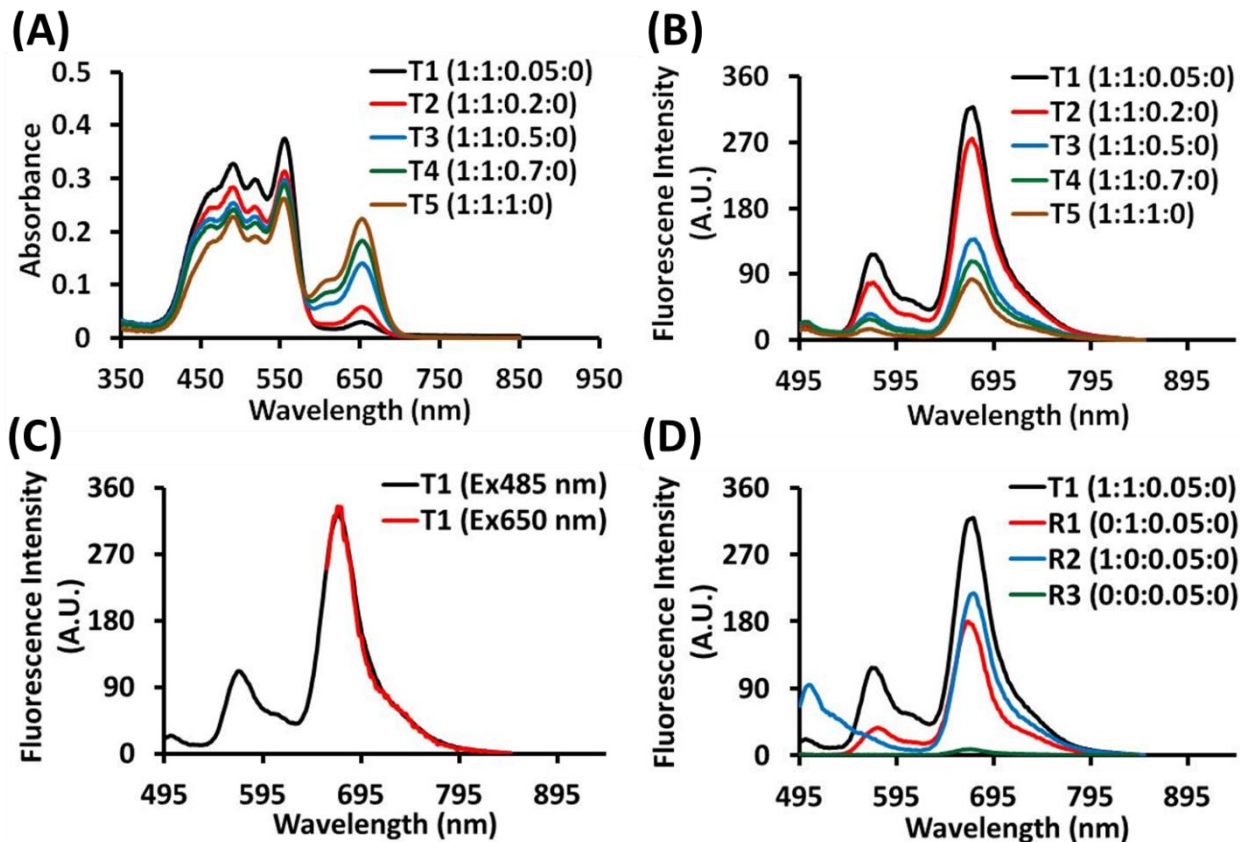 (A)
Absorbance
0.5
0.4
0.3
0.2
0.1
0
350 450 550 650 750 850 950
Wavelength (nm)
T1 (1:1:0.05:0)
T2 (1:1:0.2:0)
T3 (1:1:0.5:0)
T4 (1:1:0.7:0)
T5 (1:1:1:0)
(B)
Fluorescene Intensity
(A.U.)
360
270
180
90
0
495 595 695 795 895
Wavelength (nm)
T1 (1:1:0.05:0)
T2 (1:1:0.2:0)
T3 (1:1:0.5:0)
T4 (1:1:0.7:0)
T5 (1:1:1:0)
(C)
Fluorescence Intensity
(A.U.)
360
270
180
90
0
495 595 695 795 895
Wavelength (nm)
T1 (Ex485 nm)
T1 (Ex650 nm)
(D)
Fluorescence Intensity
(A.U.)
360
270
180
90
0
495 595 695 795 895
Wavelength (nm)
T1 (1:1:0.05:0)
R1 (0:1:0.05:0)
R2 (1:0:0.05:0)
R3 (0:0:0.05:0)